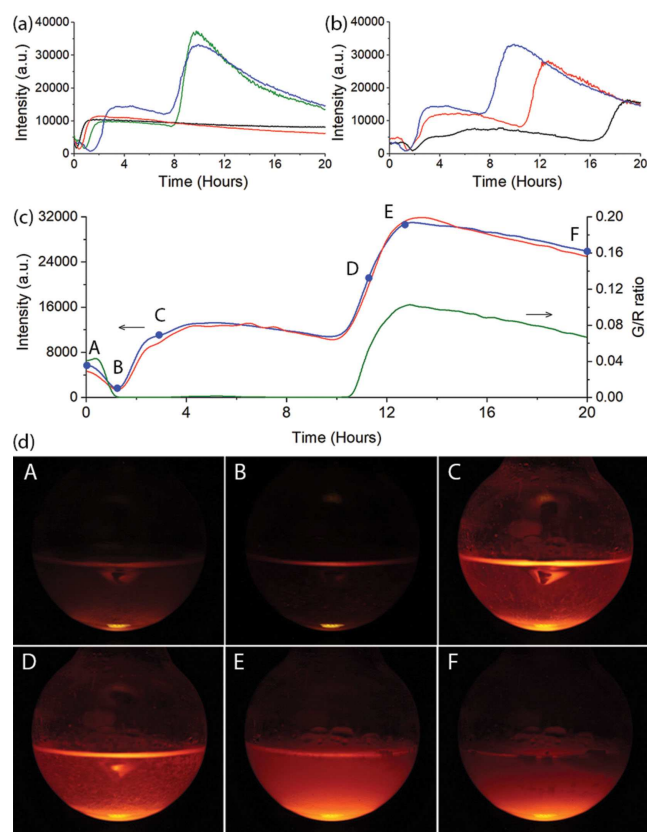 (a)
40000
30000
20000
10000
0
Intensity (a.u.)
0 4 8 12 16 20
Time (Hours)
(b)
40000
30000
20000
10000
0
Intensity (a.u.)
0 4 8 12 16 20
Time (Hours)
(c)
32000
24000
16000
8000
0
Intensity (a.u.)
A
B
C
D
E
F
0.20
0.16
0.12
0.08
0.04
0.00
G/R ratio
0 4 8 12 16 20
Time (Hours)
(d)
A B C
D E F